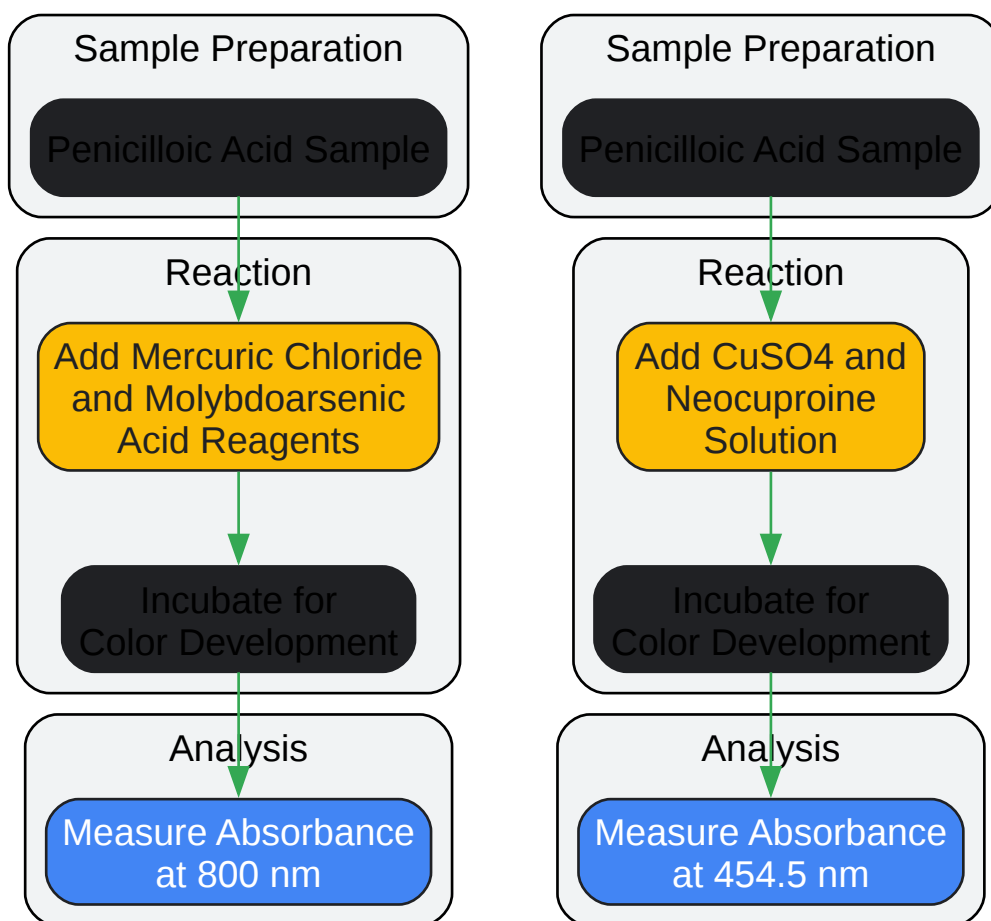 Sample Preparation
Penicilloic Acid Sample
Reaction
Add Mercuric Chloride
and Molybdoarsenic
Acid Reagents
Incubate for
Color Development
Analysis
Measure Absorbance
at 800 nm
Sample Preparation
Penicilloic Acid Sample
Reaction
Add CuSO4 and
Neocuproine
Solution
Incubate for
Color Development
Analysis
Measure Absorbance
at 454.5 nm